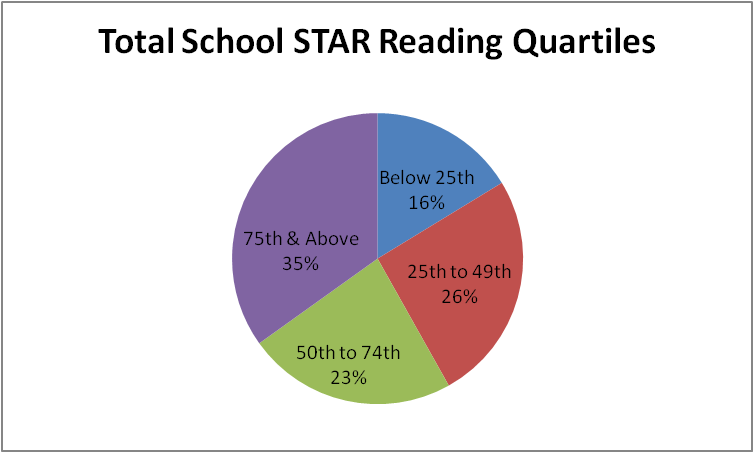 Total School STAR Reading Quartiles
Below 25th
16%
25th to 49th
26%
50th to 74th
23%
75th & Above
35%